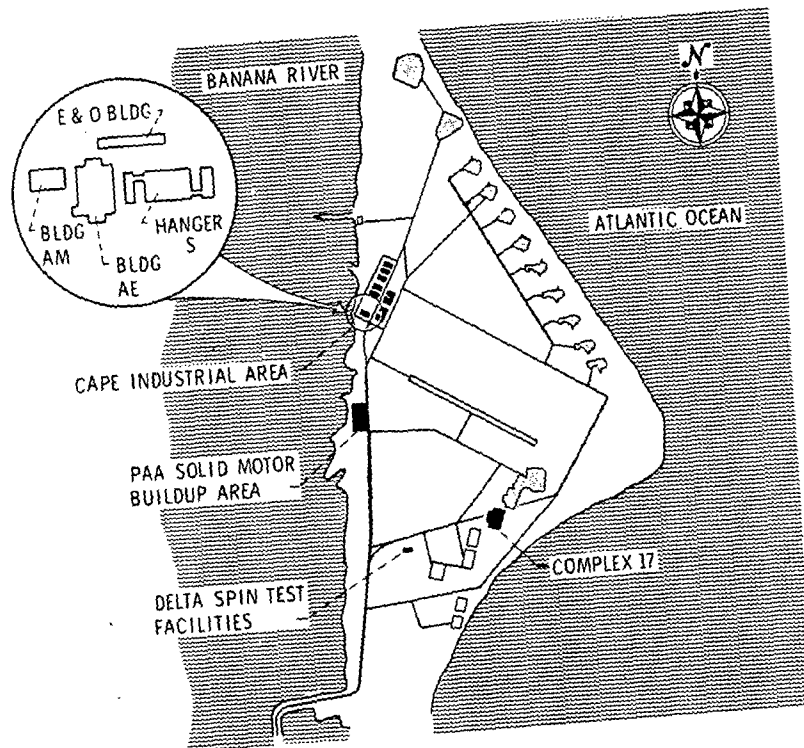 BANANA RIVER
N
E & O BLDG
BLDG
AM
BLDG
AE
HANGER
S
ATLANTIC OCEAN
CAPE INDUSTRIAL AREA
PAA SOLID MOTOR
BUILDUP AREA
COMPLEX 17
DELTA SPIN TEST
FACILITIES